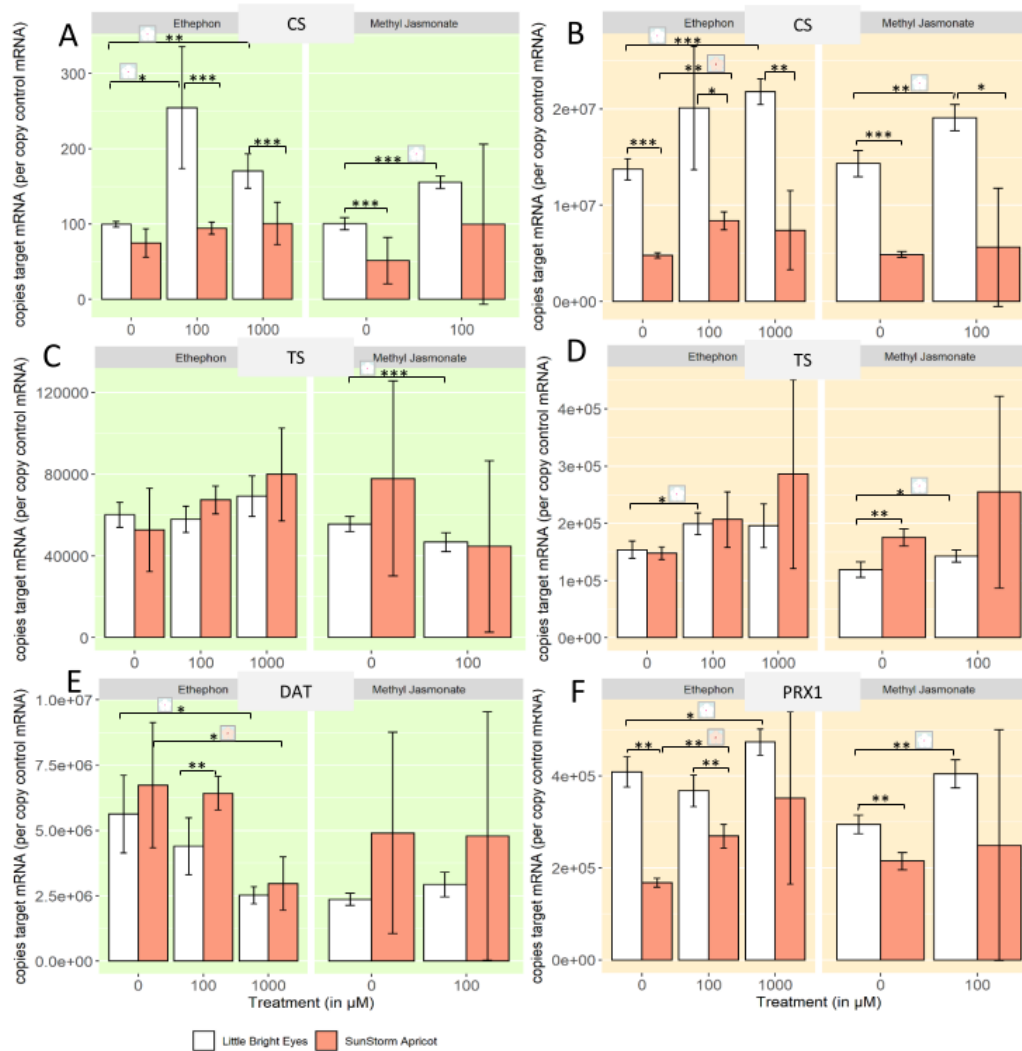 A
CS
Ethephon
Methyl Jasmonate
copies target mRNA (per copy control mRNA)
300
200
100
0
**
*
***
***
***
***
0
100
1000
0
100
B
CS
Ethephon
Methyl Jasmonate
copies target mRNA (per copy control mRNA)
2e+07
1e+07
0e+00
***
**
**
*
***
**
*
***
0
100
1000
0
100
C
TS
Ethephon
Methyl Jasmonate
copies target mRNA (per copy control mRNA)
120000
80000
40000
0
***
0
100
1000
0
100
D
TS
Ethephon
Methyl Jasmonate
copies target mRNA (per copy control mRNA)
4e+05
3e+05
2e+05
1e+05
0e+00
*
*
**
0
100
1000
0
100
E
DAT
Ethephon
Methyl Jasmonate
copies target mRNA (per copy control mRNA)
1.0e+07
7.5e+06
5.0e+06
2.5e+06
0.0e+00
*
*
**
0
100
1000
0
100
Treatment (in µM)
F
PRX1
Ethephon
Methyl Jasmonate
copies target mRNA (per copy control mRNA)
4e+05
2e+05
0e+00
*
**
**
**
**
**
0
100
1000
0
100
Treatment (in µM)
Little Bright Eyes
SunStorm Apricot